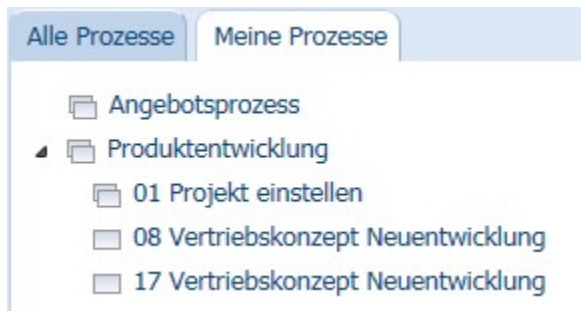 Alle Prozesse Meine Prozesse
Angebotsprozess
Produktentwicklung
01 Projekt einstellen
08 Vertriebskonzept Neuentwicklung
17 Vertriebskonzept Neuentwicklung